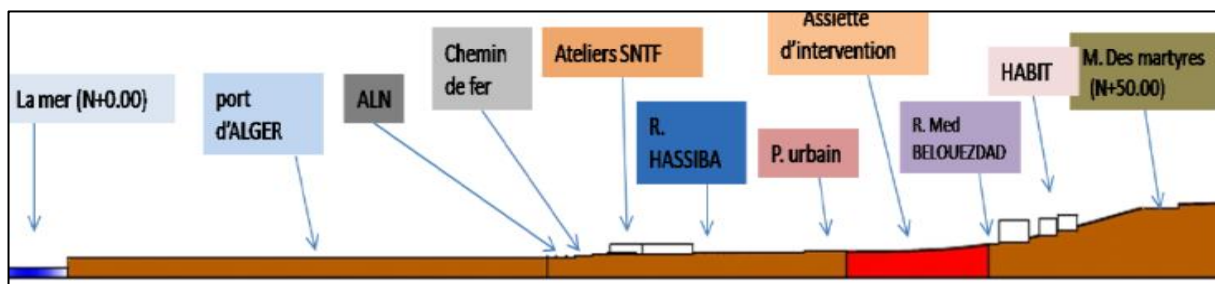 La mer (N+0.00)
port
d'ALGER
ALN
Chemin
de fer
Ateliers SNTF
R.
HASSIBA
P. urbain
Assiette
d'intervention
R. Med
BELOUEZDAD
HABIT
M. Des martyres
(N+50.00)